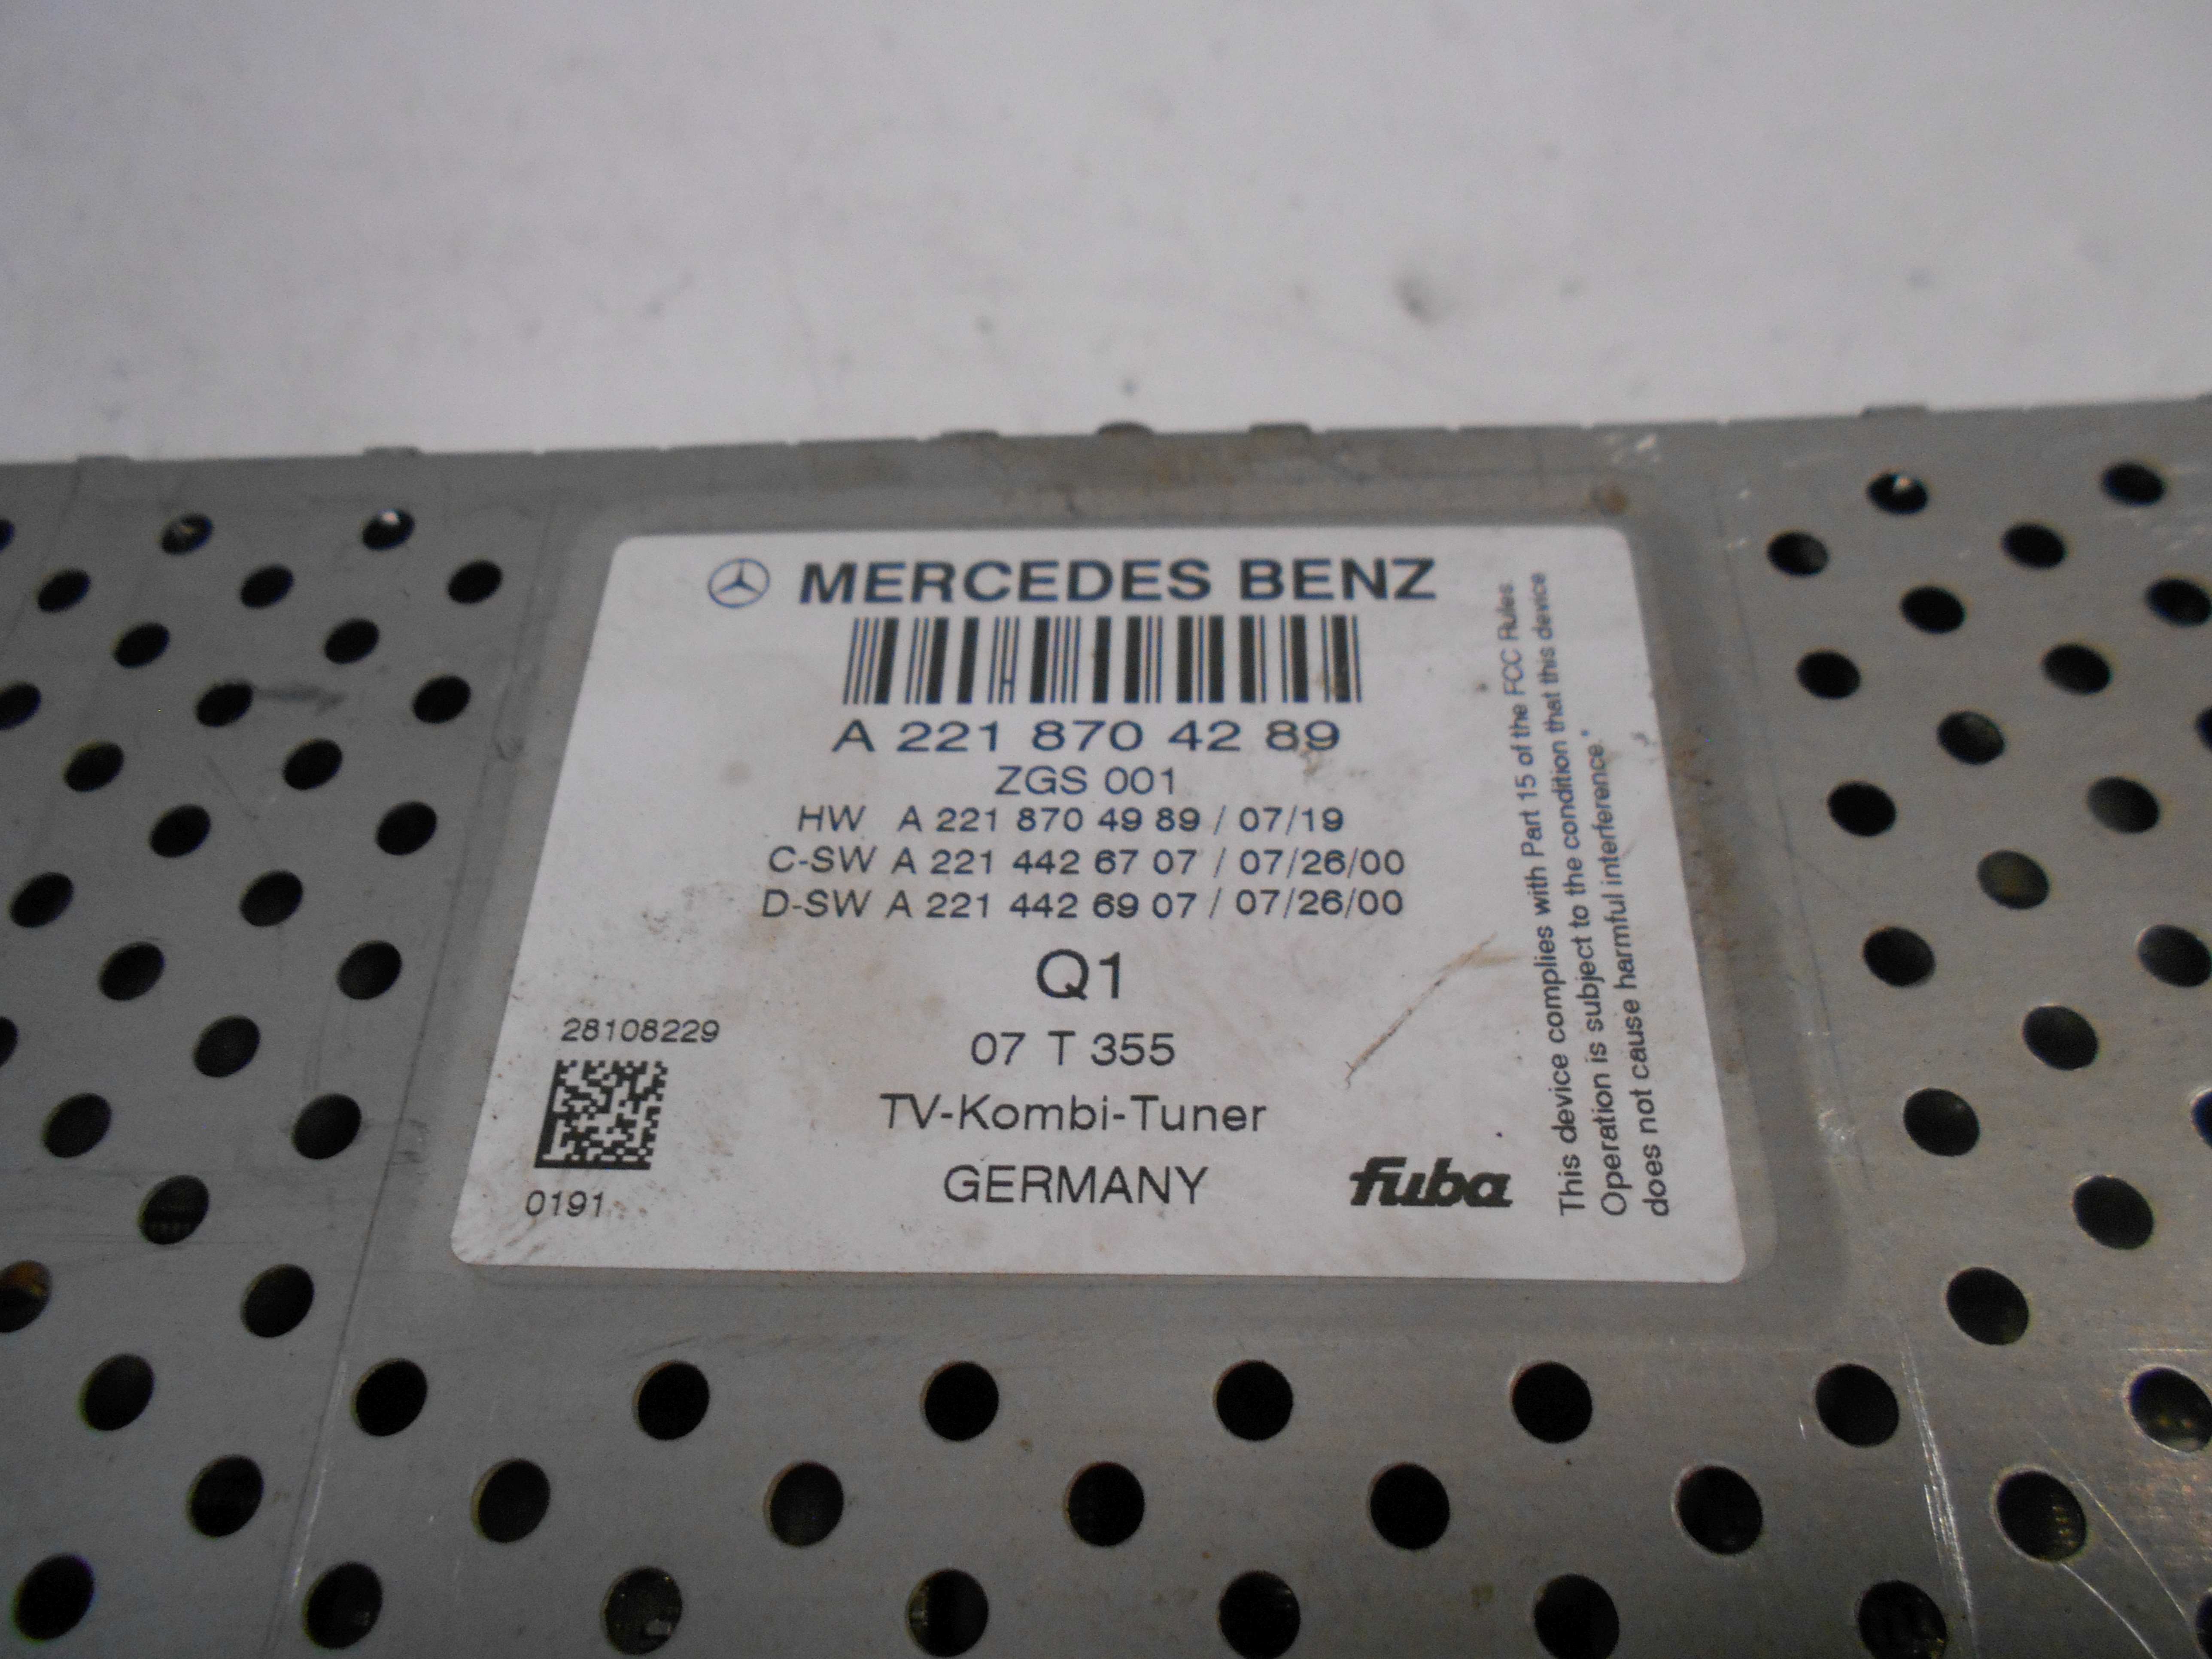 MERCEDES BENZ
A 221 870 42 89
ZGS 001
HW A 221 870 49 89 / 07/19
C-SW A 221 442 67 07 / 07/26/00
D-SW A 221 442 69 07 / 07/26/00
Q1
28108229
07 T 355
TV-Kombi-Tuner
0191
GERMANY
fuba
This device complies with Part 15 of the FCC Rules.
Operation is subject to the condition that this device
does not cause harmful interference."